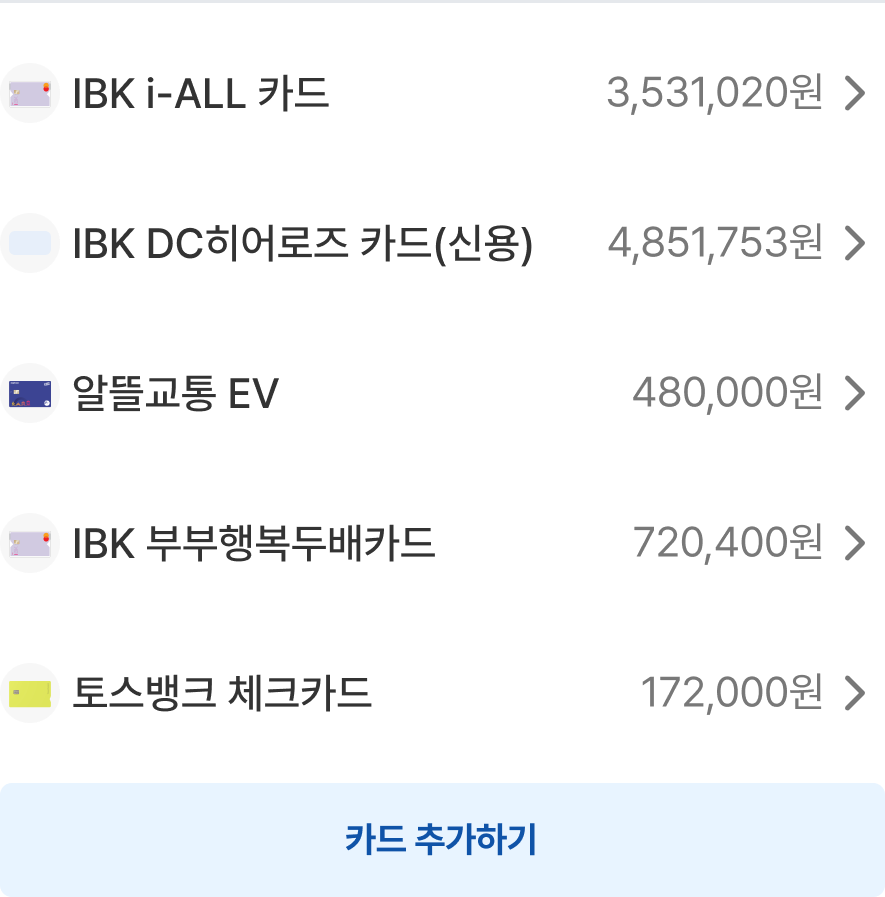 IBK i-ALL 카드 3,531,020원
IBK DC히어로즈 카드(신용) 4,851,753원
알뜰교통 EV 480,000원
IBK 부부행복두배카드 720,400원
토스뱅크 체크카드 172,000원
카드 추가하기